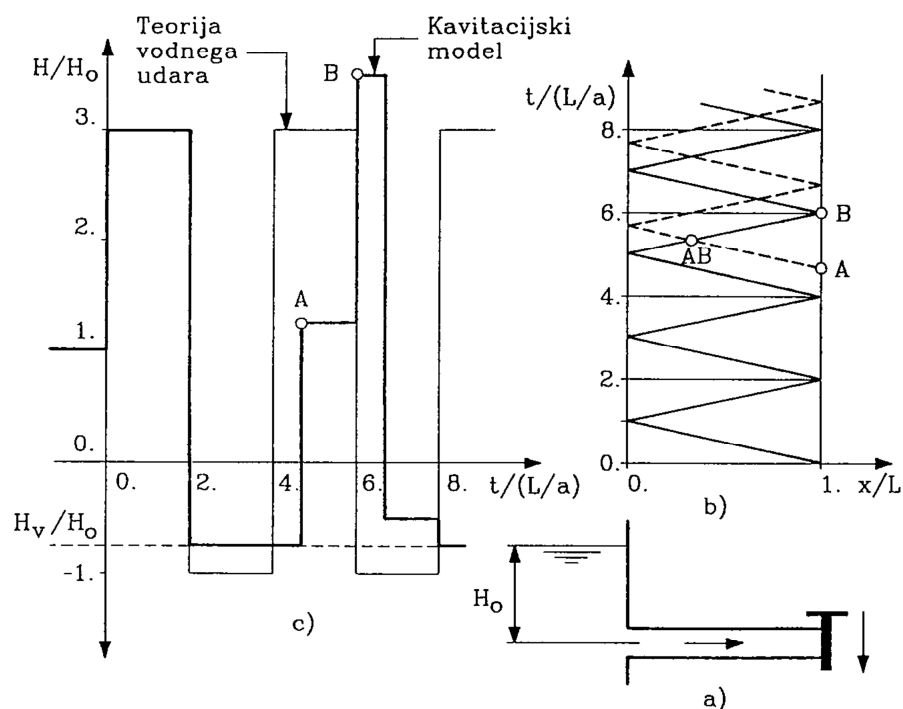 Teorija
vodnega
udara
Kavitacijski
model
H/Ho
B
3.
2.
A
1.
0.
0. 2. 4. 6. 8. t/(L/a)
Hv/Ho
-1.
c)
t/(L/a)
8.
6.
B
AB
A
4.
2.
0.
0. 1. x/L
b)
Ho
a)